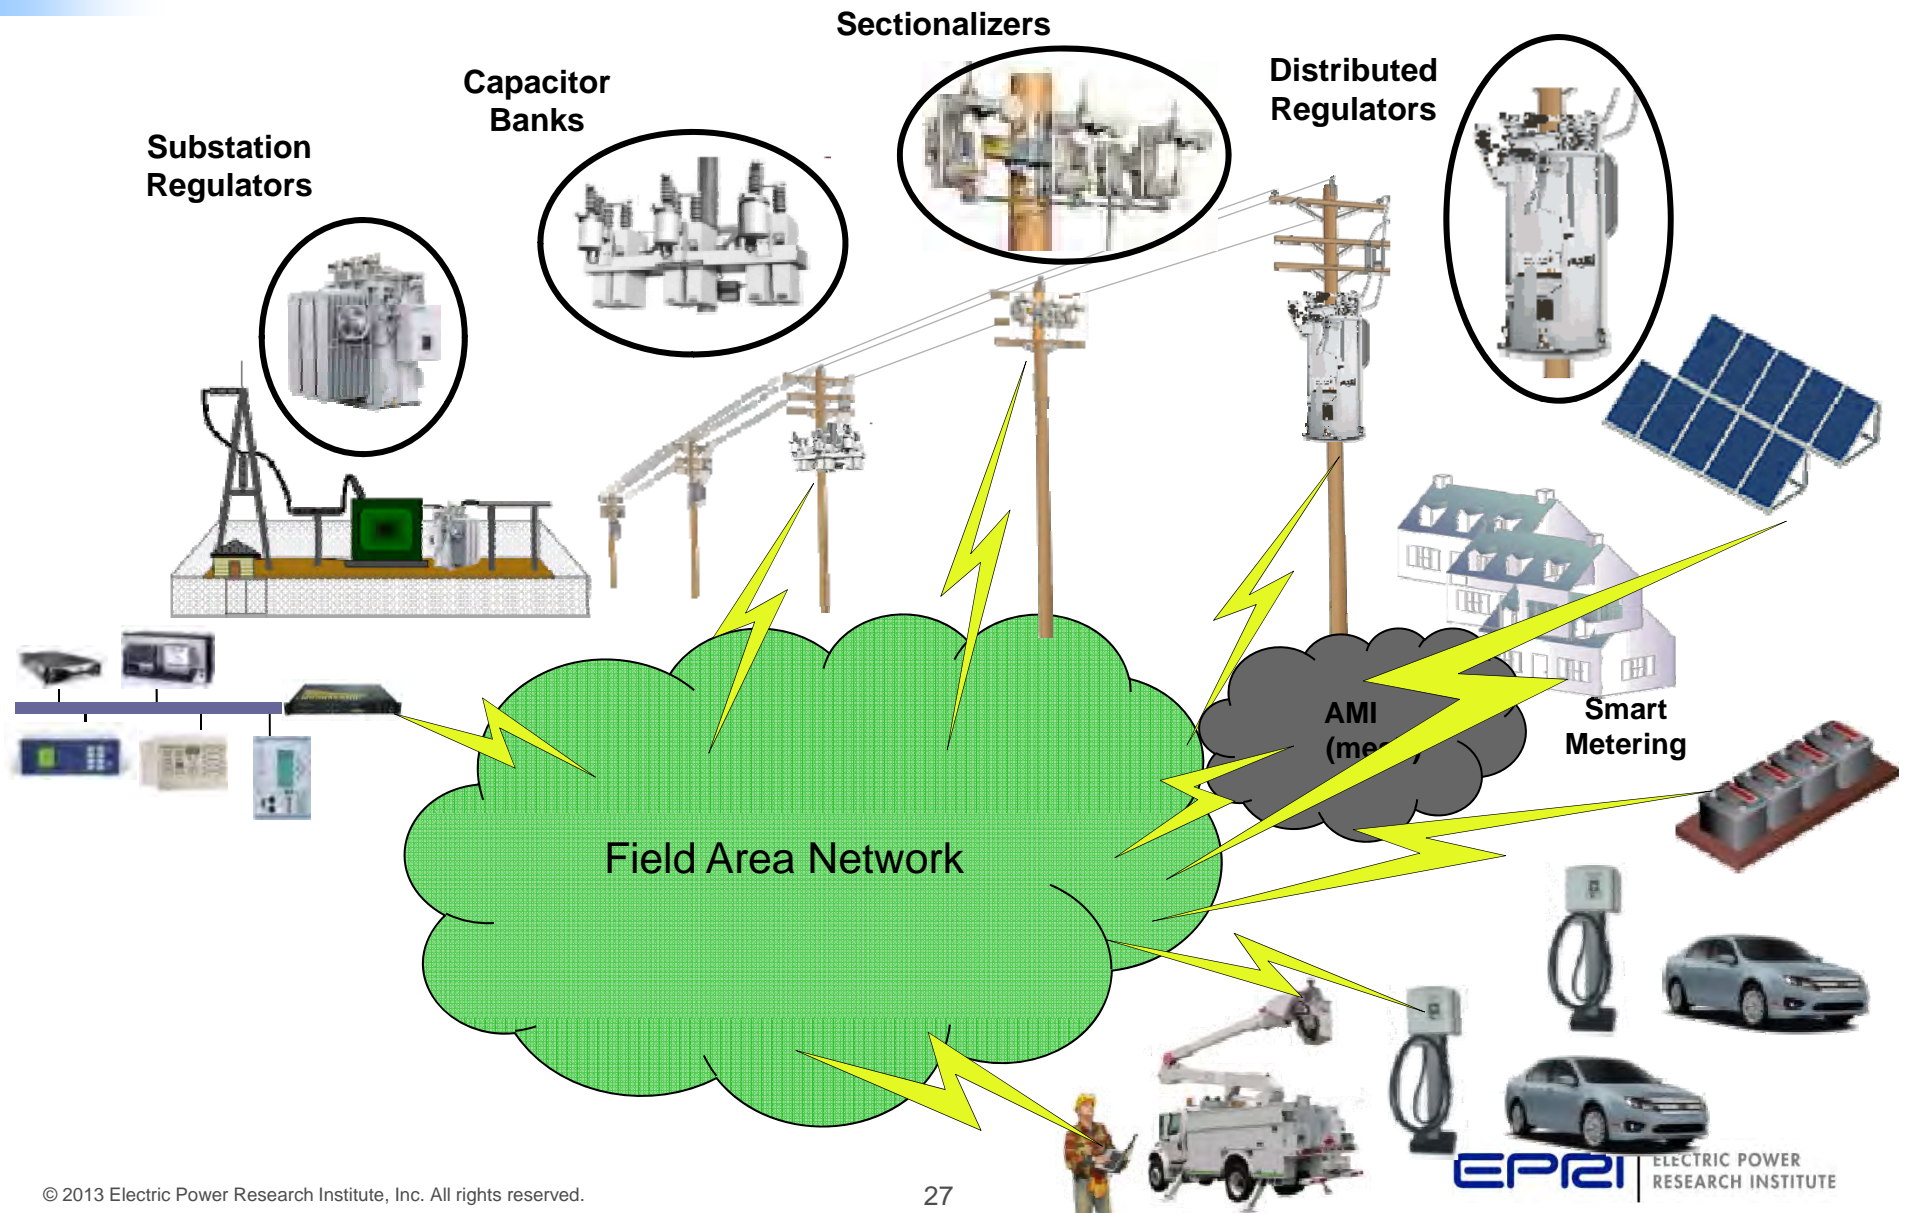 Sectionalizers
Capacitor
Banks
Distributed
Regulators
Substation
Regulators
AMI
Smart
Metering
Field Area Network
EPRI
ELECTRIC POWER
RESEARCH INSTITUTE
© 2013 Electric Power Research Institute, Inc. All rights reserved.
27